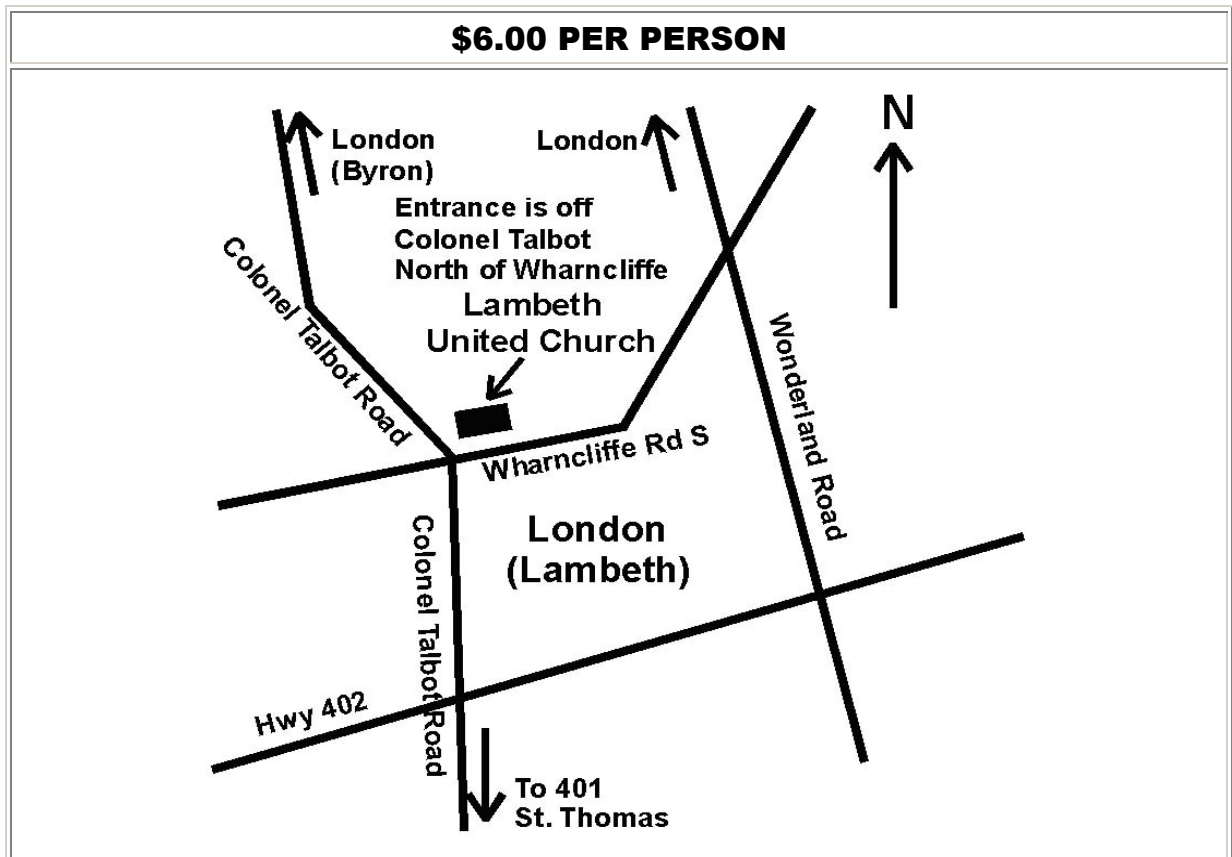 $6.00 PER PERSON
London
(Byron)
London
N
Entrance is off
Colonel Talbot
North of Wharncliffe
Lambeth
United Church
Colonel Talbot Road
Wonderland Road
Wharncliffe Rd S
London
(Lambeth)
Colonel Talbot Road
Hwy 402
To 401
St. Thomas